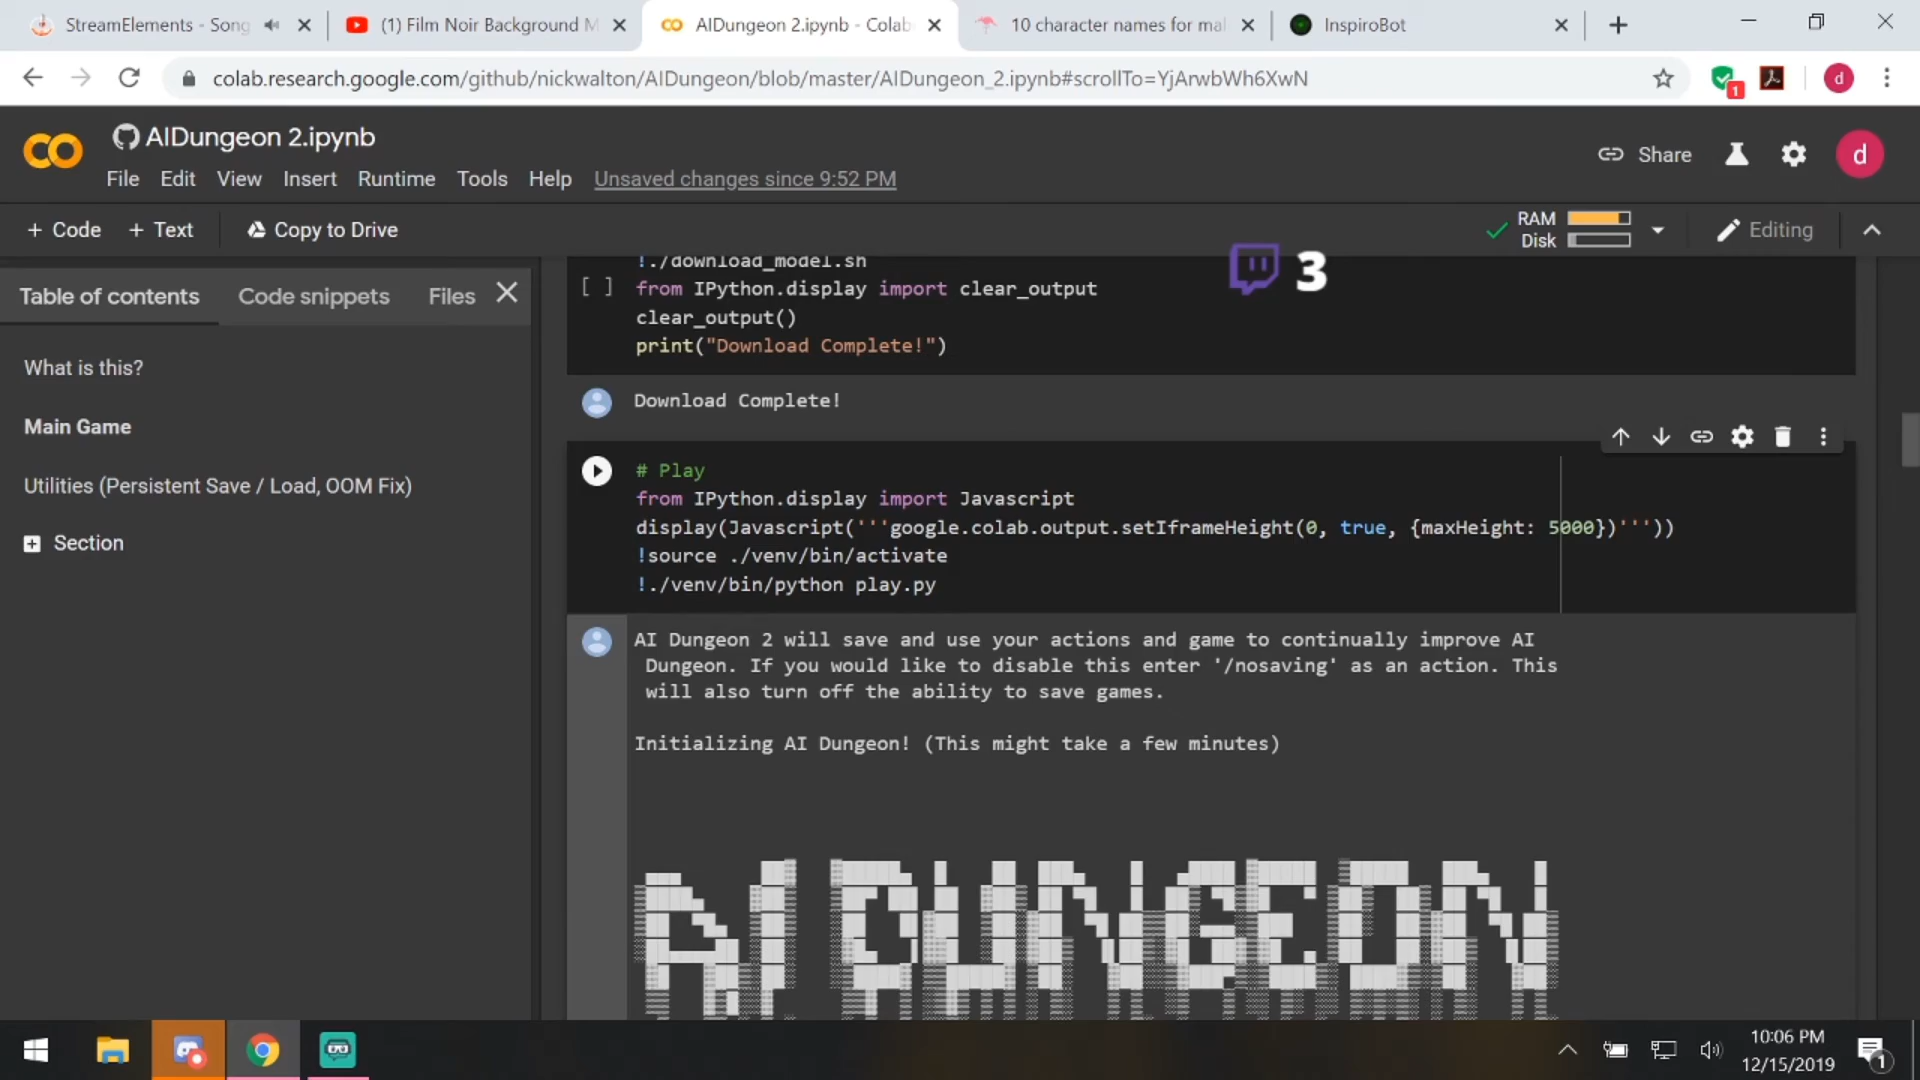 StreamElements - Song
(1) Film Noir Background M
AIDungeon 2.ipynb - Colab
10 character names for mal
InspiroBot
colab.research.google.com/github/nickwalton/AIDungeon/blob/master/AIDungeon_2.ipynb#scrollTo=YjArwbWh6XwN
1
d
AIDungeon 2.ipynb
Share
d
File Edit View Insert Runtime Tools Help Unsaved changes since 9:52 PM
+ Code + Text Copy to Drive
RAM
Disk
Editing
Table of contents Code snippets Files
What is this?
Main Game
Utilities (Persistent Save / Load, OOM Fix)
Section
3
!./download_model.sh
[ ] from IPython.display import clear_output
clear_output()
print("Download Complete!")
Download Complete!
# Play
from IPython.display import Javascript
display(Javascript('''google.colab.output.setIframeHeight(0, true, {maxHeight: 5000})'''))
!source ./venv/bin/activate
!./venv/bin/python play.py
AI Dungeon 2 will save and use your actions and game to continually improve AI
Dungeon. If you would like to disable this enter '/nosaving' as an action. This
will also turn off the ability to save games.
Initializing AI Dungeon! (This might take a few minutes)
AI DUNGEON
10:06 PM
12/15/2019
1